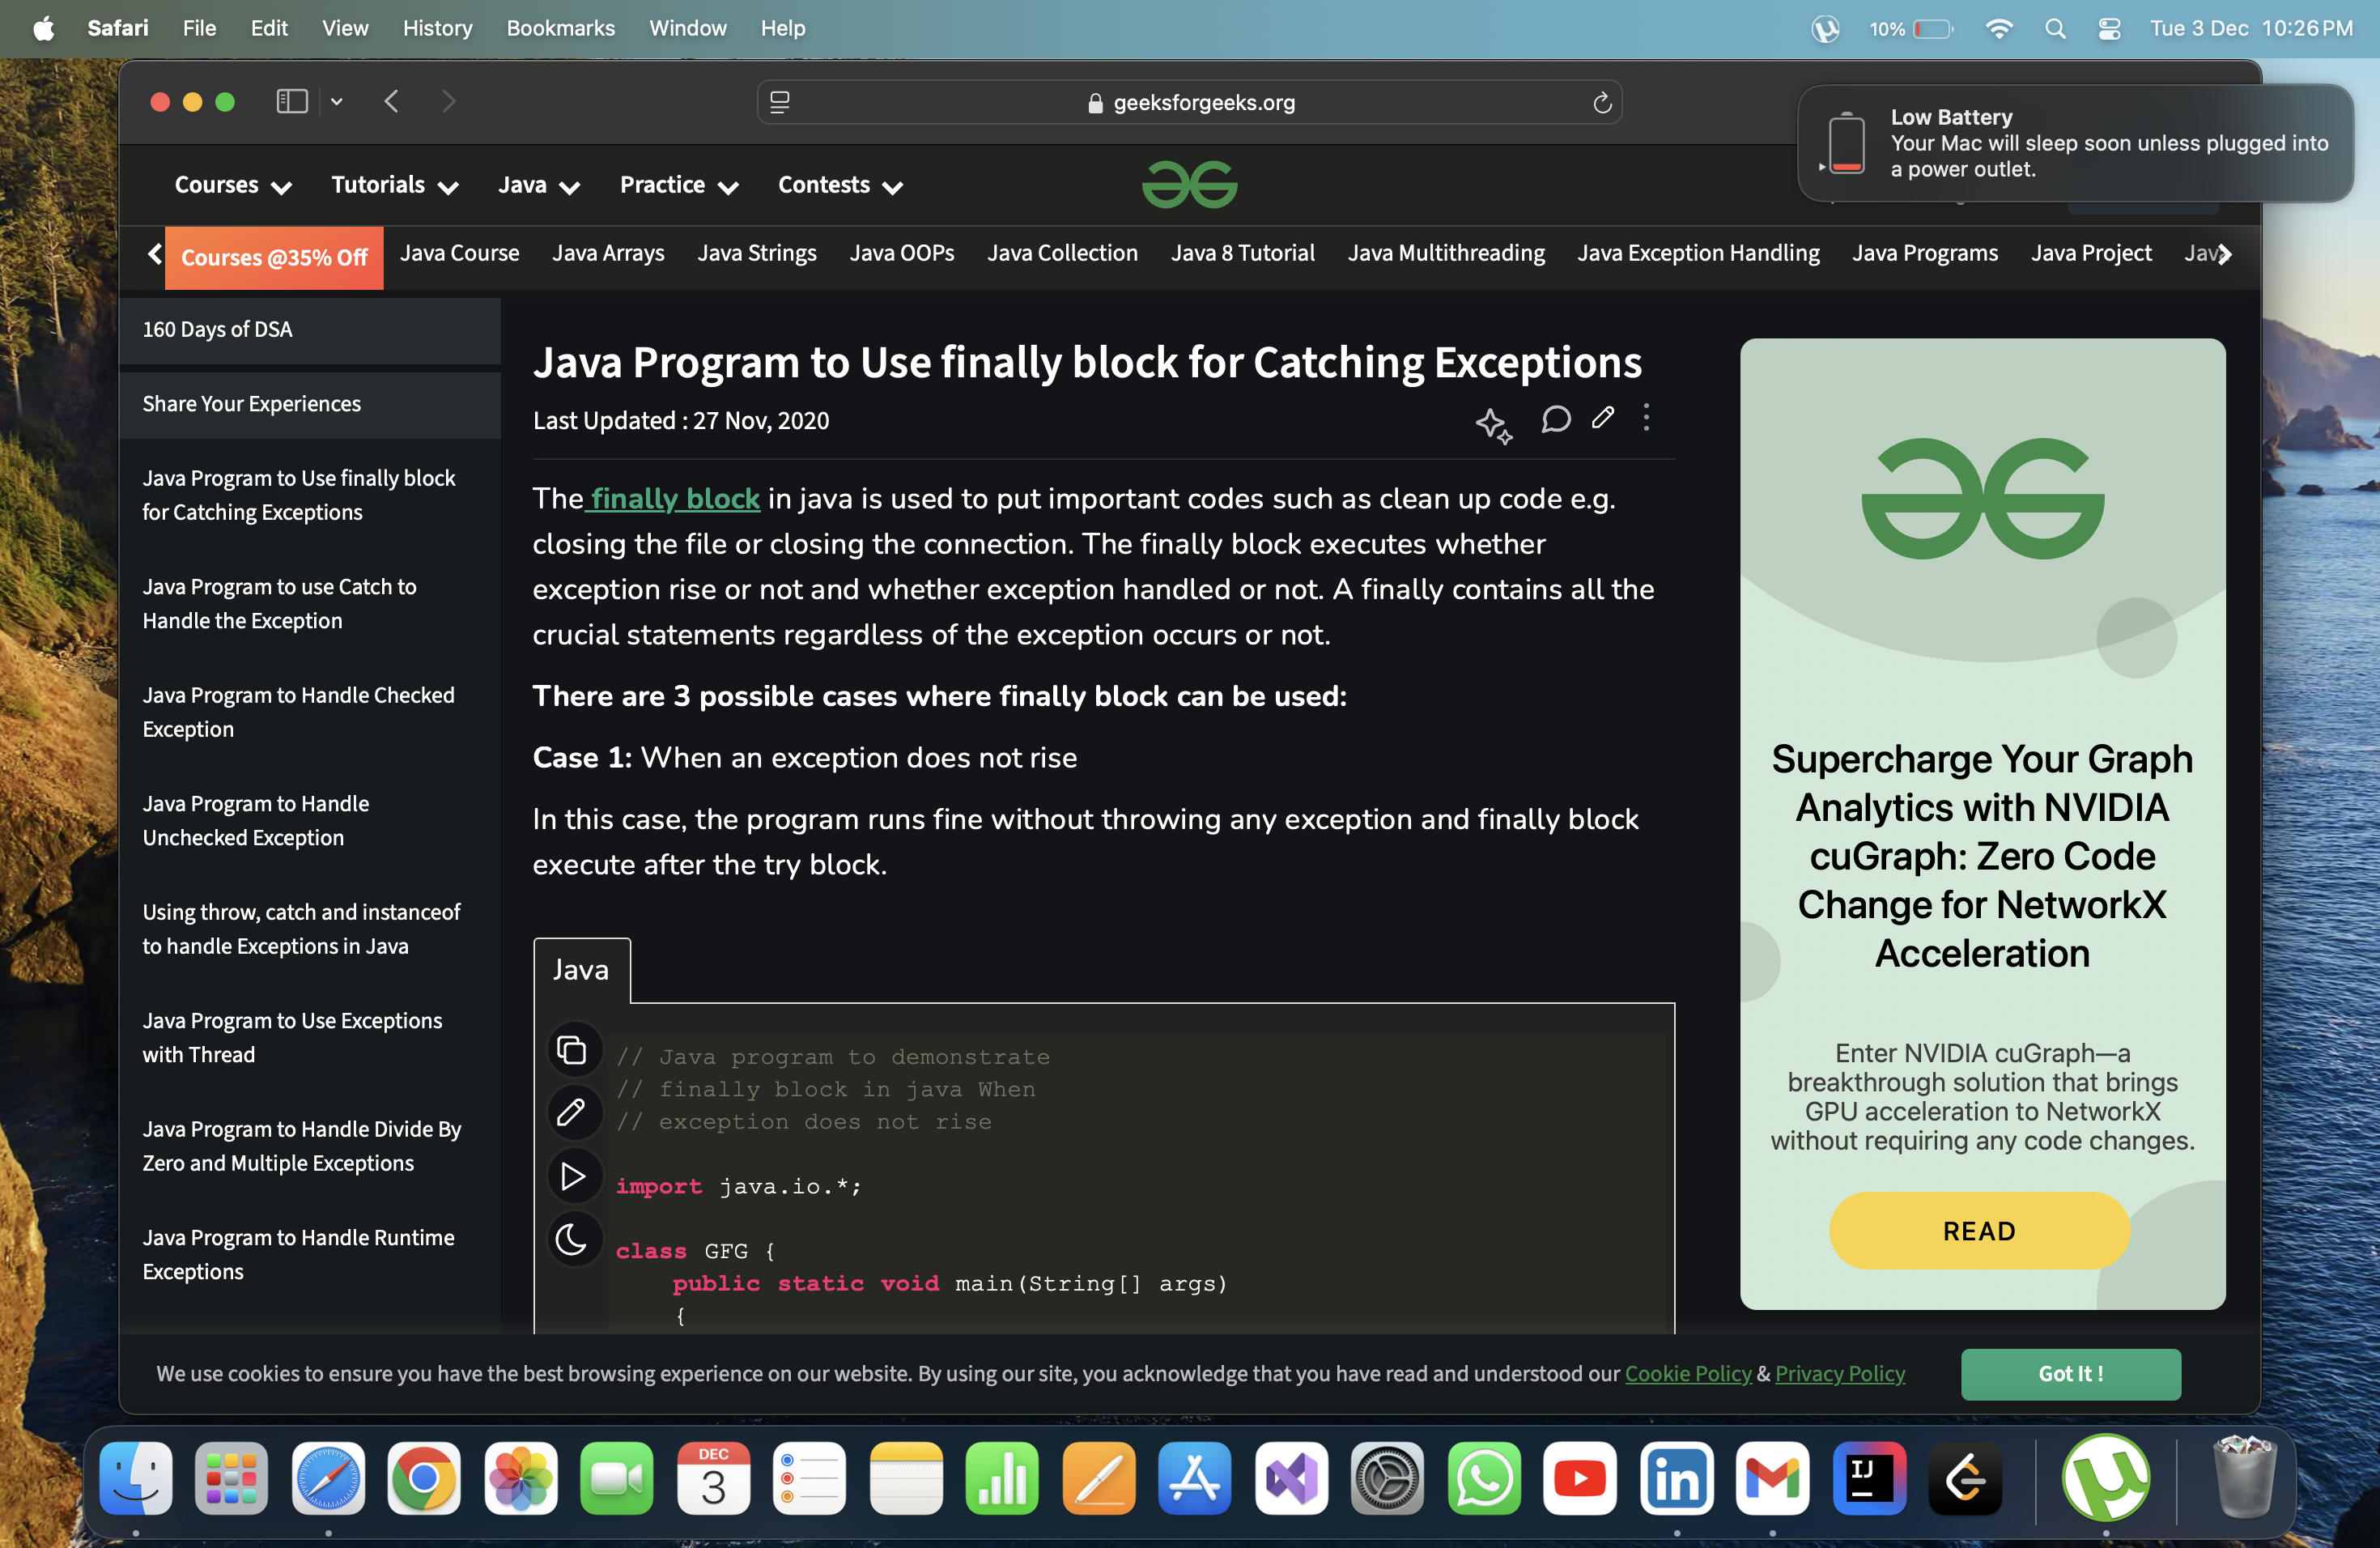 Safari File Edit View History Bookmarks Window Help
10%
Tue 3 Dec 10:26 PM
geeksforgeeks.org
Low Battery
Your Mac will sleep soon unless plugged into
a power outlet.
Courses Tutorials Java Practice Contests
Courses @35% Off Java Course Java Arrays Java Strings Java OOPs Java Collection Java 8 Tutorial Java Multithreading Java Exception Handling Java Programs Java Project
160 Days of DSA
Share Your Experiences
Java Program to Use finally block
for Catching Exceptions
Java Program to use Catch to
Handle the Exception
Java Program to Handle Checked
Exception
Java Program to Handle
Unchecked Exception
Using throw, catch and instanceof
to handle Exceptions in Java
Java Program to Use Exceptions
with Thread
Java Program to Handle Divide By
Zero and Multiple Exceptions
Java Program to Handle Runtime
Exceptions
Java Program to Use finally block for Catching Exceptions
Last Updated : 27 Nov, 2020
The finally block in java is used to put important codes such as clean up code e.g.
closing the file or closing the connection. The finally block executes whether
exception rise or not and whether exception handled or not. A finally contains all the
crucial statements regardless of the exception occurs or not.
There are 3 possible cases where finally block can be used:
Case 1: When an exception does not rise
In this case, the program runs fine without throwing any exception and finally block
execute after the try block.
Java
// Java program to demonstrate
// finally block in java When
// exception does not rise
import java.io.*;
class GFG {
public static void main(String[] args)
{
Supercharge Your Graph
Analytics with NVIDIA
cuGraph: Zero Code
Change for NetworkX
Acceleration
Enter NVIDIA cuGraph—a
breakthrough solution that brings
GPU acceleration to NetworkX
without requiring any code changes.
READ
We use cookies to ensure you have the best browsing experience on our website. By using our site, you acknowledge that you have read and understood our Cookie Policy & Privacy Policy
Got It !
DEC
3
IJ
in